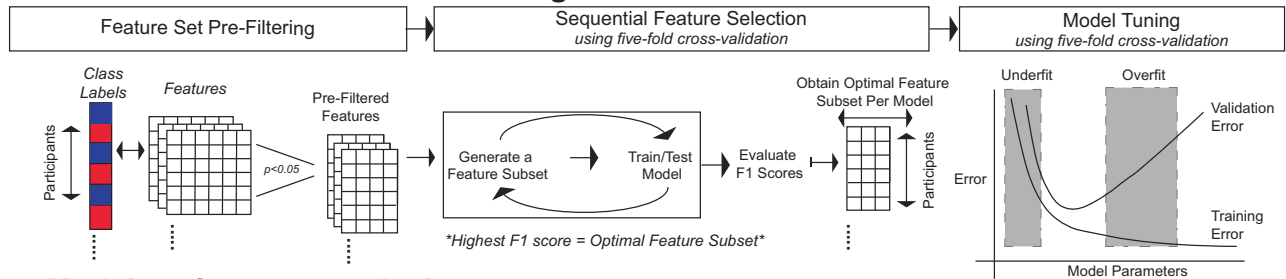 Feature Set Pre-Filtering
Sequential Feature Selection
using five-fold cross-validation
Model Tuning
using five-fold cross-validation
Class
Labels
Features
Participants
p<0.05
Pre-Filtered
Features
Generate a
Feature Subset
Train/Test
Model
*Highest F1 score = Optimal Feature Subset*
Evaluate
F1 Scores
Obtain Optimal Feature
Subset Per Model
Participants
Underfit
Overfit
Validation
Error
Error
Training
Error
Model Parameters